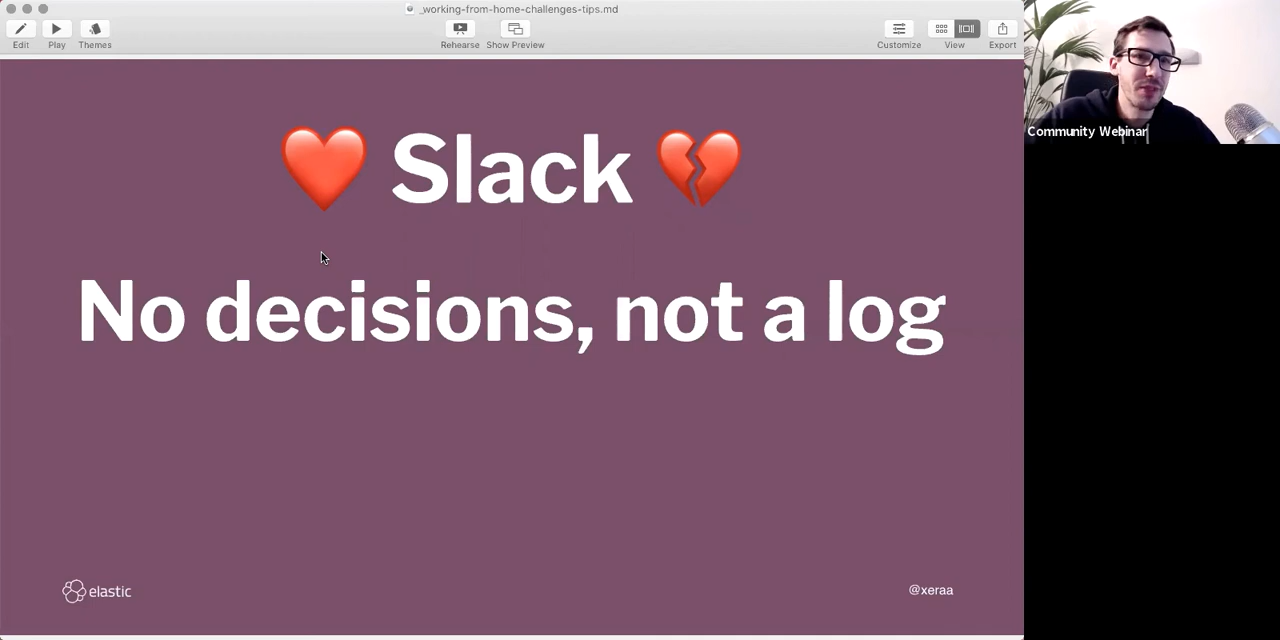 _working-from-home-challenges-tips.md
Edit Play Themes Rehearse Show Preview Customize View Export
Community Webinar
❤️ Slack 💔
No decisions, not a log
elastic
@xeraa